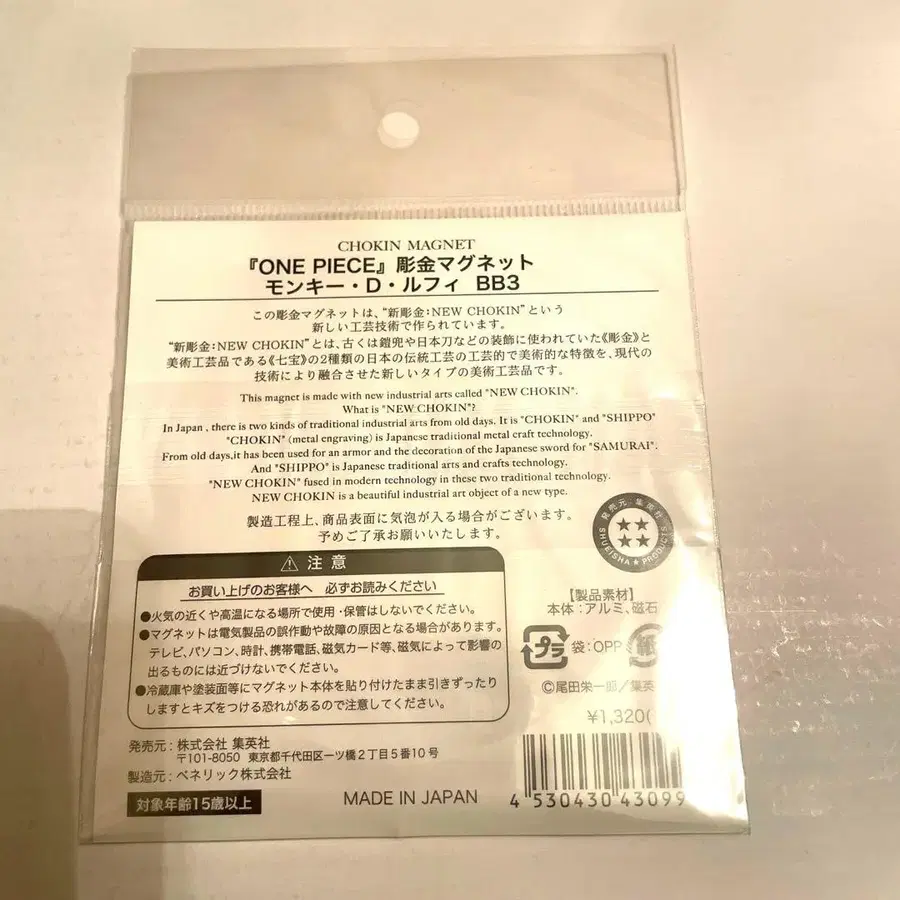 CHOKIN MAGNET
『ONE PIECE』彫金マグネット
モンキー・D・ルフィ BB3
この彫金マグネットは、“新彫金：NEW CHOKIN”という
新しい工芸技術で作られています。
“新彫金：NEW CHOKIN”とは、古くは鎧兜や日本刀などの装飾に使われていた《彫金》と
美術工芸品である《七宝》の2種類の日本の伝統工芸の工芸的で美術的な特徴を、現代の
技術により融合させた新しいタイプの美術工芸品です。
This magnet is made with new industrial arts called "NEW CHOKIN".
What is "NEW CHOKIN"?
In Japan , there is two kinds of traditional industrial arts from old days. It is "CHOKIN" and "SHIPPO"
"CHOKIN" (metal engraving) is Japanese traditional metal craft technology.
From old days,it has been used for an armor and the decoration of the Japanese sword for "SAMURAI".
And "SHIPPO" is Japanese traditional arts and crafts technology.
"NEW CHOKIN" fused in modern technology in these two traditional technology.
NEW CHOKIN is a beautiful industrial art object of a new type.
製造工程上、商品表面に気泡が入る場合がございます。
予めご了承お願いいたします。
発売元 集英社
SHUEISHA★PRODUCTS
⚠ 注意
お買い上げのお客様へ 必ずお読みください
●火気の近くや高温になる場所で使用・保管はしないでください。
●マグネットは電気製品の誤作動や故障の原因となる場合があります。
テレビ、パソコン、時計、携帯電話、磁気カード等、磁気によって影響の
出るものには近づけないでください。
●冷蔵庫や塗装面等にマグネット本体を貼り付けたまま引きずったり
しますとキズをつける恐れがあるので注意してください。
【製品素材】
本体：アルミ、磁石
プラ 袋：OPP 紙
©尾田栄一郎／集英
¥1,320(
発売元：株式会社 集英社
〒101-8050 東京都千代田区一ツ橋2丁目5番10号
製造元：ベネリック株式会社
対象年齢15歳以上
MADE IN JAPAN
4 530430 43099